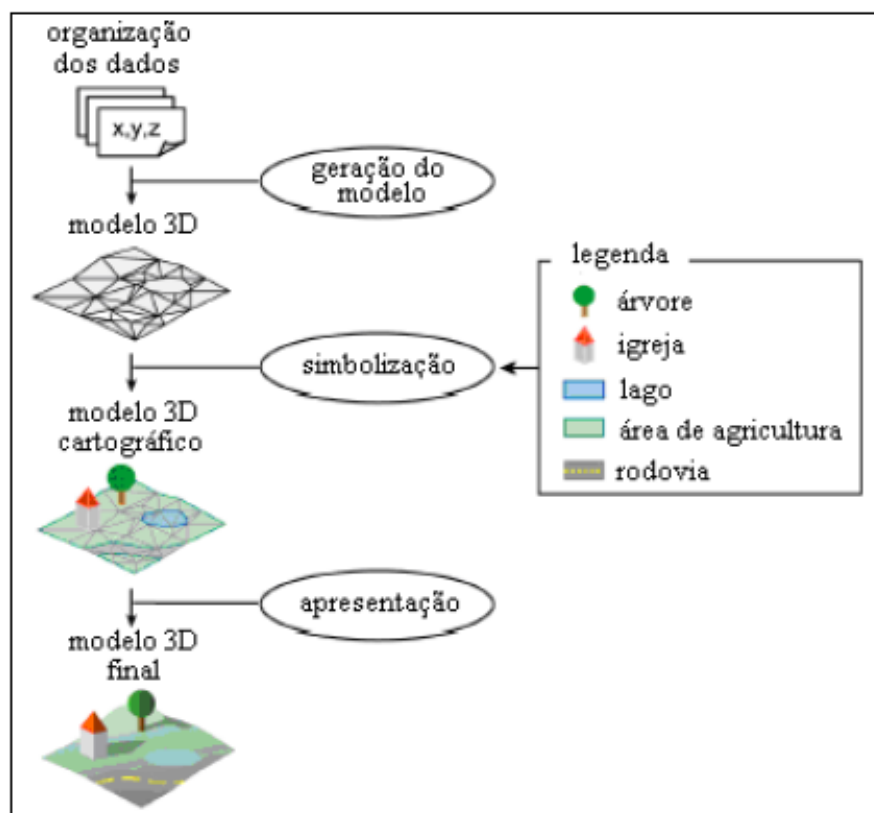 organização
dos dados
x,y,z
geração do
modelo
modelo 3D
legenda
árvore
igreja
simbolização
lago
modelo 3D
cartográfico
área de agricultura
rodovia
apresentação
modelo 3D
final